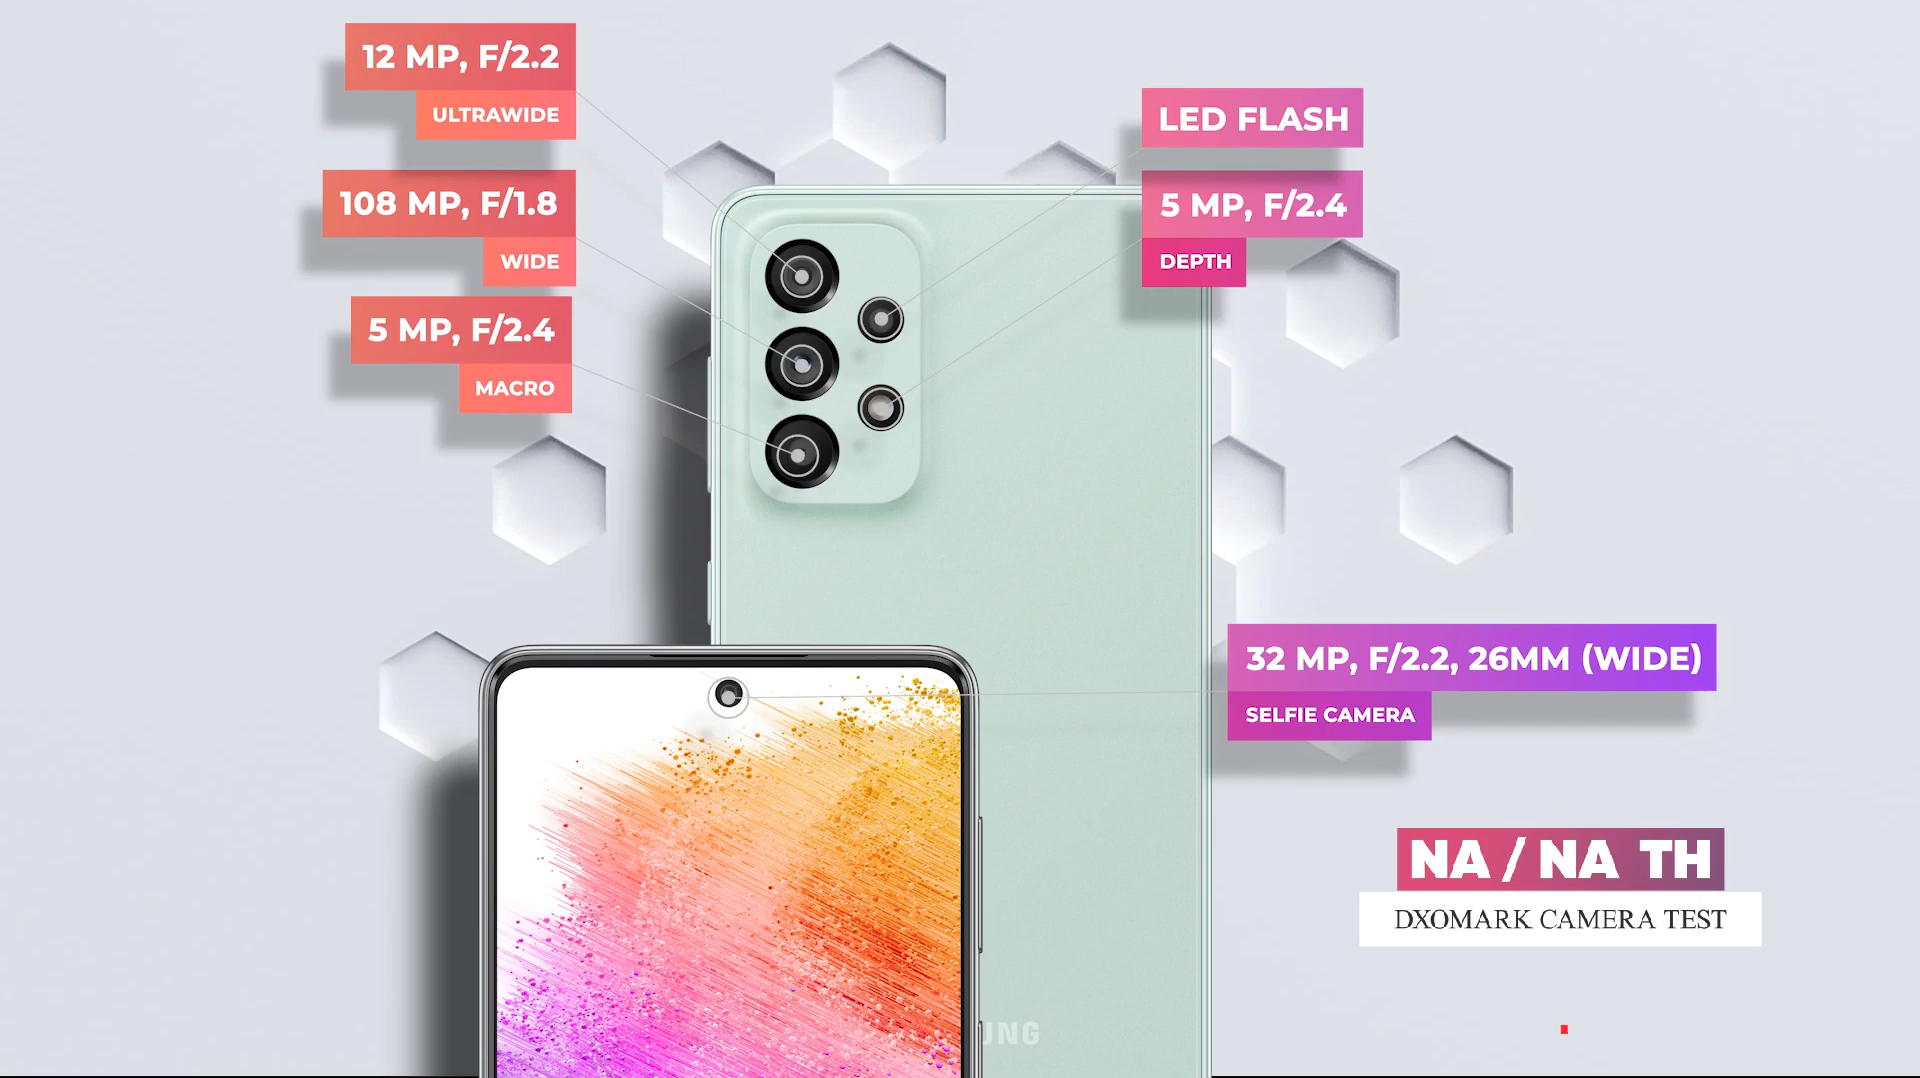 12 MP, F/2.2
ULTRAWIDE
108 MP, F/1.8
WIDE
5 MP, F/2.4
MACRO
LED FLASH
5 MP, F/2.4
DEPTH
32 MP, F/2.2, 26MM (WIDE)
SELFIE CAMERA
NA / NA TH
DXOMARK CAMERA TEST
UNG